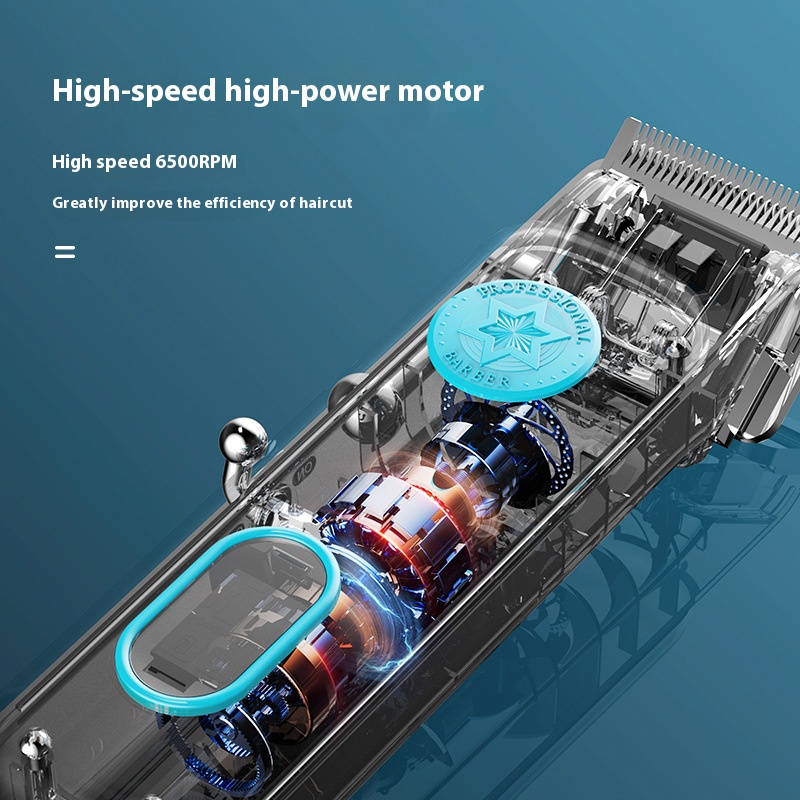 High-speed high-power motor
High speed 6500RPM
Greatly improve the efficiency of haircut
PROFESSIONAL
BARBER
ON